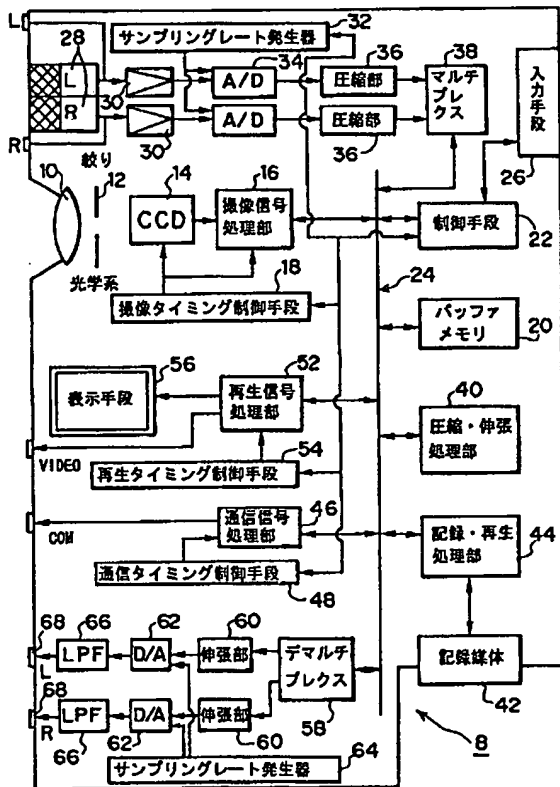 L
28
サンプリングレート発生器
32
L
R
30
A/D
34
圧縮部
36
38
マルチ
プレクス
入力手段
26
30
A/D
圧縮部
36
R
絞り
10
12
光学系
14
CCD
16
撮像信号
処理部
18
撮像タイミング制御手段
制御手段
22
24
バッファ
メモリ
20
56
表示手段
52
再生信号
処理部
VIDEO
54
再生タイミング制御手段
40
圧縮・伸張
処理部
46
通信信号
処理部
COM
通信タイミング制御手段
48
記録・再生
処理部
44
68
L
66
LPF
62
D/A
60
伸張部
デマルチ
プレクス
58
記録媒体
42
68
R
LPF
66
D/A
62
伸張部
60
サンプリングレート発生器
64
8